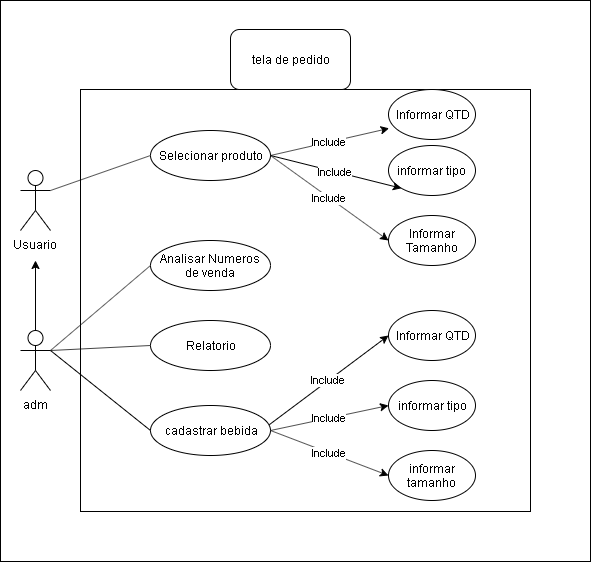 tela de pedido
Informar QTD
Include
Selecionar produto
Include
informar tipo
Include
Informar
Tamanho
Usuario
Analisar Numeros
de venda
Relatorio
Informar QTD
Include
adm
informar tipo
Include
cadastrar bebida
Include
informar
tamanho